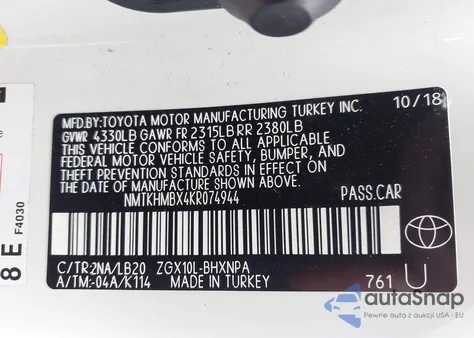 MFD.BY:TOYOTA MOTOR MANUFACTURING TURKEY INC.
10/18
GVWR 4330LB GAWR FR 2315LB RR 2380LB
THIS VEHICLE CONFORMS TO ALL APPLICABLE
FEDERAL MOTOR VEHICLE SAFETY, BUMPER, AND
THEFT PREVENTION STANDARDS IN EFFECT ON THE DATE
OF MANUFACTURE SHOWN ABOVE.
NMTKHMBX4KR074944
PASS.CAR
C/TR:2NA/LB20 ZGX10L-BHXNPA
A/TM:-04A/K114 MADE IN TURKEY
761 U
8 E F4030
autoSnap
Pewne auta z aukcji USA i EU